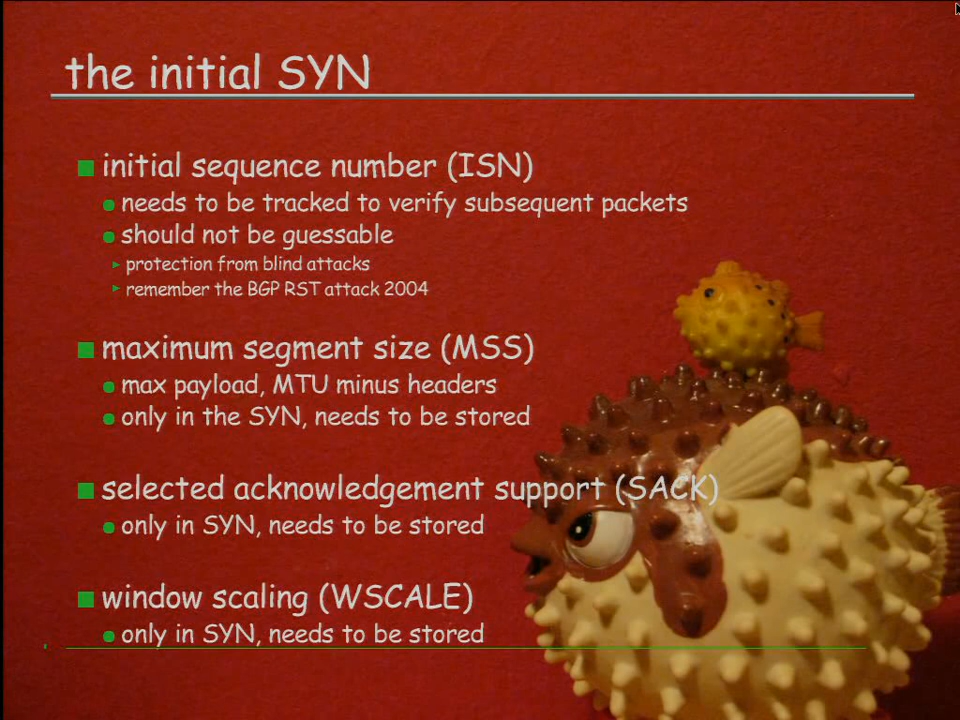 the initial SYN
initial sequence number (ISN)
needs to be tracked to verify subsequent packets
should not be guessable
protection from blind attacks
remember the BGP RST attack 2004
maximum segment size (MSS)
max payload, MTU minus headers
only in the SYN, needs to be stored
selected acknowledgement support (SACK)
only in SYN, needs to be stored
window scaling (WSCALE)
only in SYN, needs to be stored